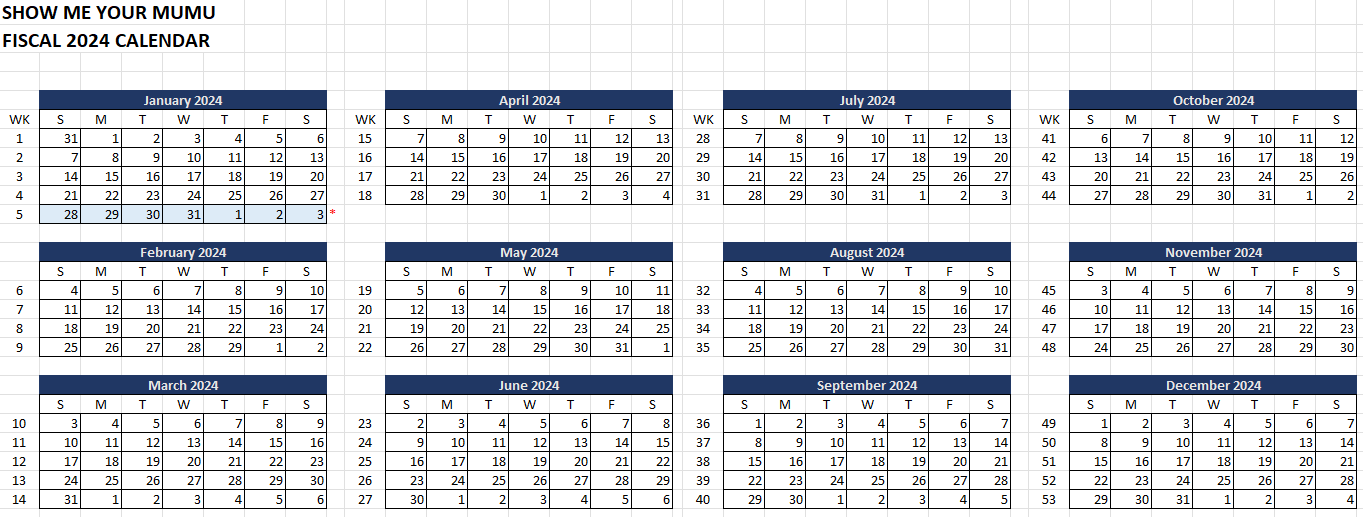 SHOW ME YOUR MUMU
FISCAL 2024 CALENDAR
January 2024 April 2024 July 2024 October 2024
WK S M T W T F S WK S M T W T F S WK S M T W T F S WK S M T W T F S
1 31 1 2 3 4 5 6 15 7 8 9 10 11 12 13 28 7 8 9 10 11 12 13 41 6 7 8 9 10 11 12
2 7 8 9 10 11 12 13 16 14 15 16 17 18 19 20 29 14 15 16 17 18 19 20 42 13 14 15 16 17 18 19
3 14 15 16 17 18 19 20 17 21 22 23 24 25 26 27 30 21 22 23 24 25 26 27 43 20 21 22 23 24 25 26
4 21 22 23 24 25 26 27 18 28 29 30 1 2 3 4 31 28 29 30 31 1 2 3 44 27 28 29 30 31 1 2
5 28 29 30 31 1 2 3 *
February 2024 May 2024 August 2024 November 2024
S M T W T F S S M T W T F S S M T W T F S S M T W T F S
6 4 5 6 7 8 9 10 19 5 6 7 8 9 10 11 32 4 5 6 7 8 9 10 45 3 4 5 6 7 8 9
7 11 12 13 14 15 16 17 20 12 13 14 15 16 17 18 33 11 12 13 14 15 16 17 46 10 11 12 13 14 15 16
8 18 19 20 21 22 23 24 21 19 20 21 22 23 24 25 34 18 19 20 21 22 23 24 47 17 18 19 20 21 22 23
9 25 26 27 28 29 1 2 22 26 27 28 29 30 31 1 35 25 26 27 28 29 30 31 48 24 25 26 27 28 29 30
March 2024 June 2024 September 2024 December 2024
S M T W T F S S M T W T F S S M T W T F S S M T W T F S
10 3 4 5 6 7 8 9 23 2 3 4 5 6 7 8 36 1 2 3 4 5 6 7 49 1 2 3 4 5 6 7
11 10 11 12 13 14 15 16 24 9 10 11 12 13 14 15 37 8 9 10 11 12 13 14 50 8 9 10 11 12 13 14
12 17 18 19 20 21 22 23 25 16 17 18 19 20 21 22 38 15 16 17 18 19 20 21 51 15 16 17 18 19 20 21
13 24 25 26 27 28 29 30 26 23 24 25 26 27 28 29 39 22 23 24 25 26 27 28 52 22 23 24 25 26 27 28
14 31 1 2 3 4 5 6 27 30 1 2 3 4 5 6 40 29 30 1 2 3 4 5 53 29 30 31 1 2 3 4